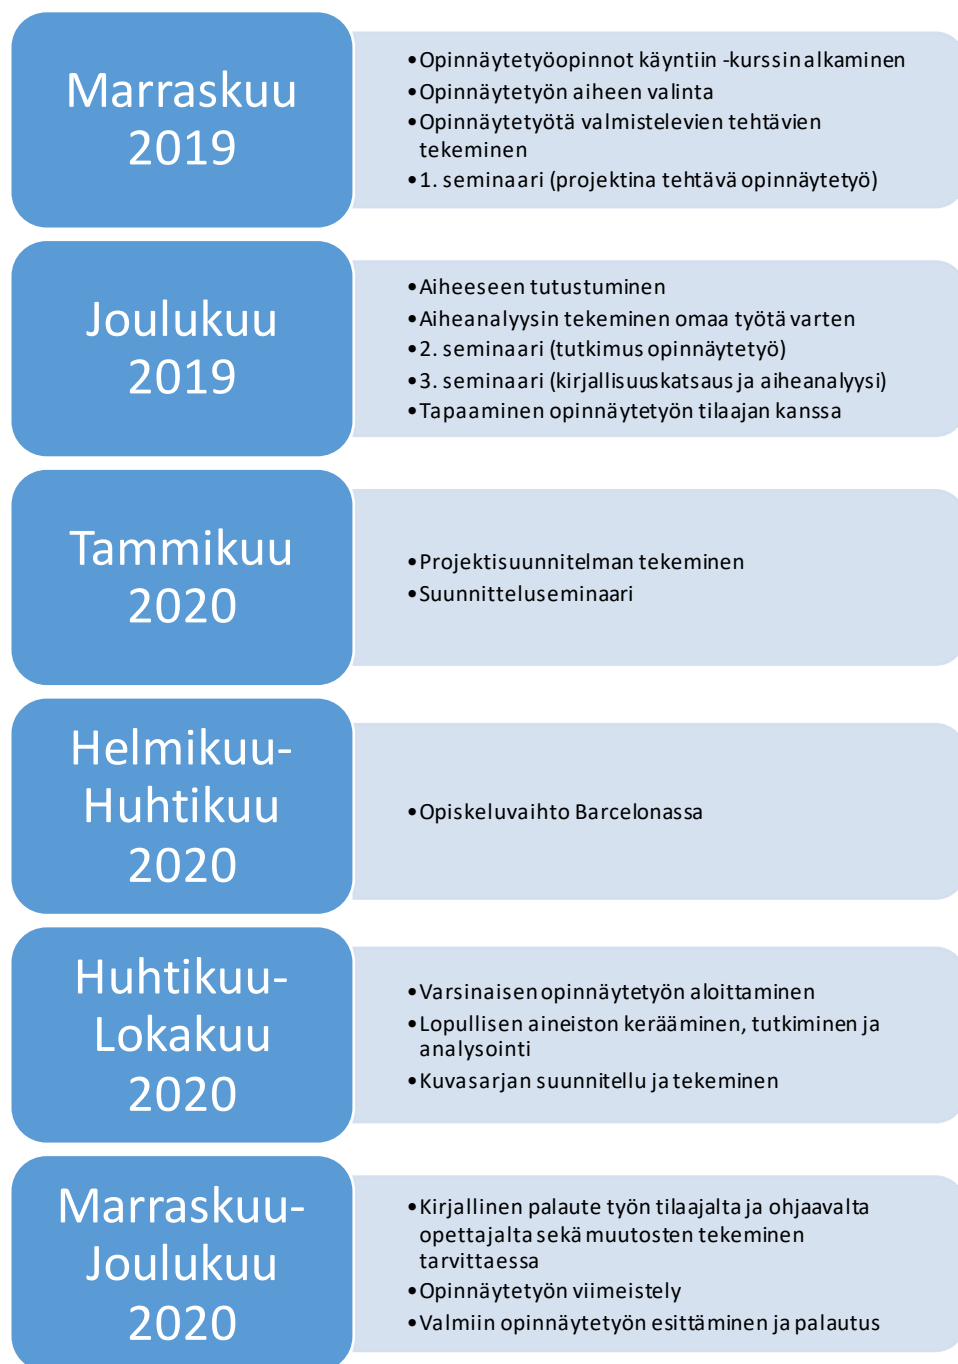 Marraskuu
2019
•Opinnäytetyöopinnot käyntiin -kurssin alkaminen
•Opinnäytetyön aiheen valinta
•Opinnäytetyötä valmistelevien tehtävien
tekeminen
•1. seminaari (projektina tehtävä opinnäytetyö)
Joulukuu
2019
•Aiheeseen tutustuminen
•Aiheanalyysin tekeminen omaa työtä varten
•2. seminaari (tutkimus opinnäytetyö)
•3. seminaari (kirjallisuuskatsaus ja aiheanalyysi)
•Tapaaminen opinnäytetyön tilaajan kanssa
Tammikuu
2020
•Projektisuunnitelman tekeminen
•Suunnitteluseminaari
Helmikuu-
Huhtikuu
2020
•Opiskeluvaihto Barcelonassa
Huhtikuu-
Lokakuu
2020
•Varsinaisen opinnäytetyön aloittaminen
•Lopullisen aineiston kerääminen, tutkiminen ja
analysointi
•Kuvasarjan suunnitellu ja tekeminen
Marraskuu-
Joulukuu
2020
•Kirjallinen palaute työn tilaajalta ja ohjaavalta
opettajalta sekä muutosten tekeminen
tarvittaessa
•Opinnäytetyön viimeistely
•Valmiin opinnäytetyön esittäminen ja palautus